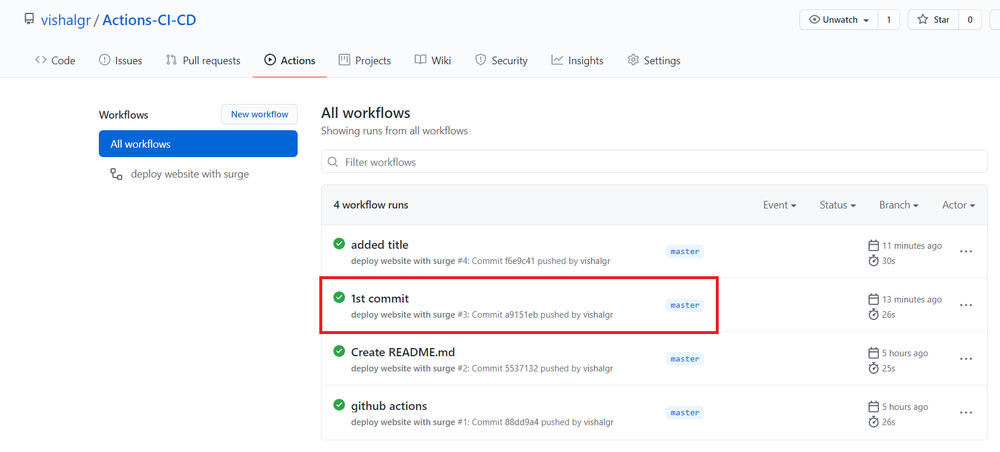 vishalgr / Actions-CI-CD
Unwatch 1 Star 0
Code Issues Pull requests Actions Projects Wiki Security Insights Settings
Workflows New workflow
All workflows
deploy website with surge
All workflows
Showing runs from all workflows
Filter workflows
4 workflow runs Event Status Branch Actor
added title master 11 minutes ago
deploy website with surge #4: Commit f6e9c41 pushed by vishalgr 30s
1st commit master 13 minutes ago
deploy website with surge #3: Commit a9151eb pushed by vishalgr 26s
Create README.md master 5 hours ago
deploy website with surge #2: Commit 5537132 pushed by vishalgr 25s
github actions master 5 hours ago
deploy website with surge #1: Commit 88dd9a4 pushed by vishalgr 26s